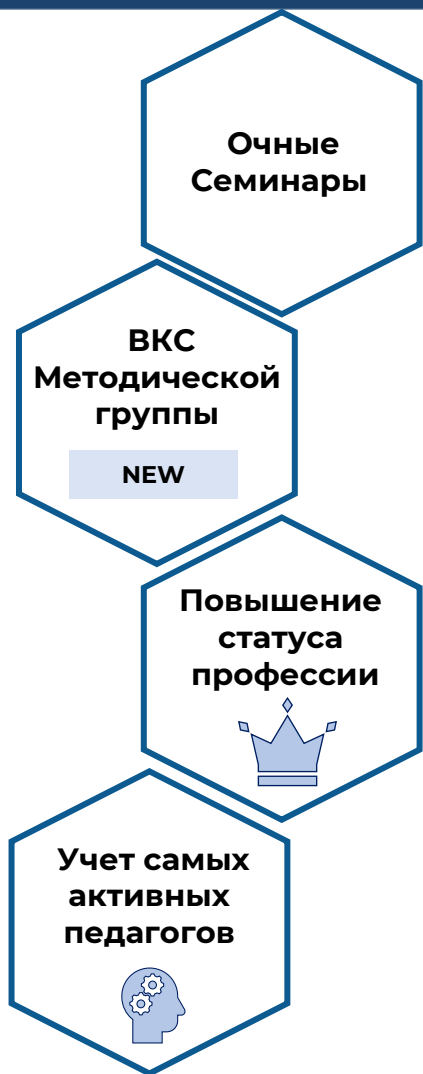 Очные
Семинары
ВКС
Методической
группы
NEW
Повышение
статуса
профессии
Учет самых
активных
педагогов